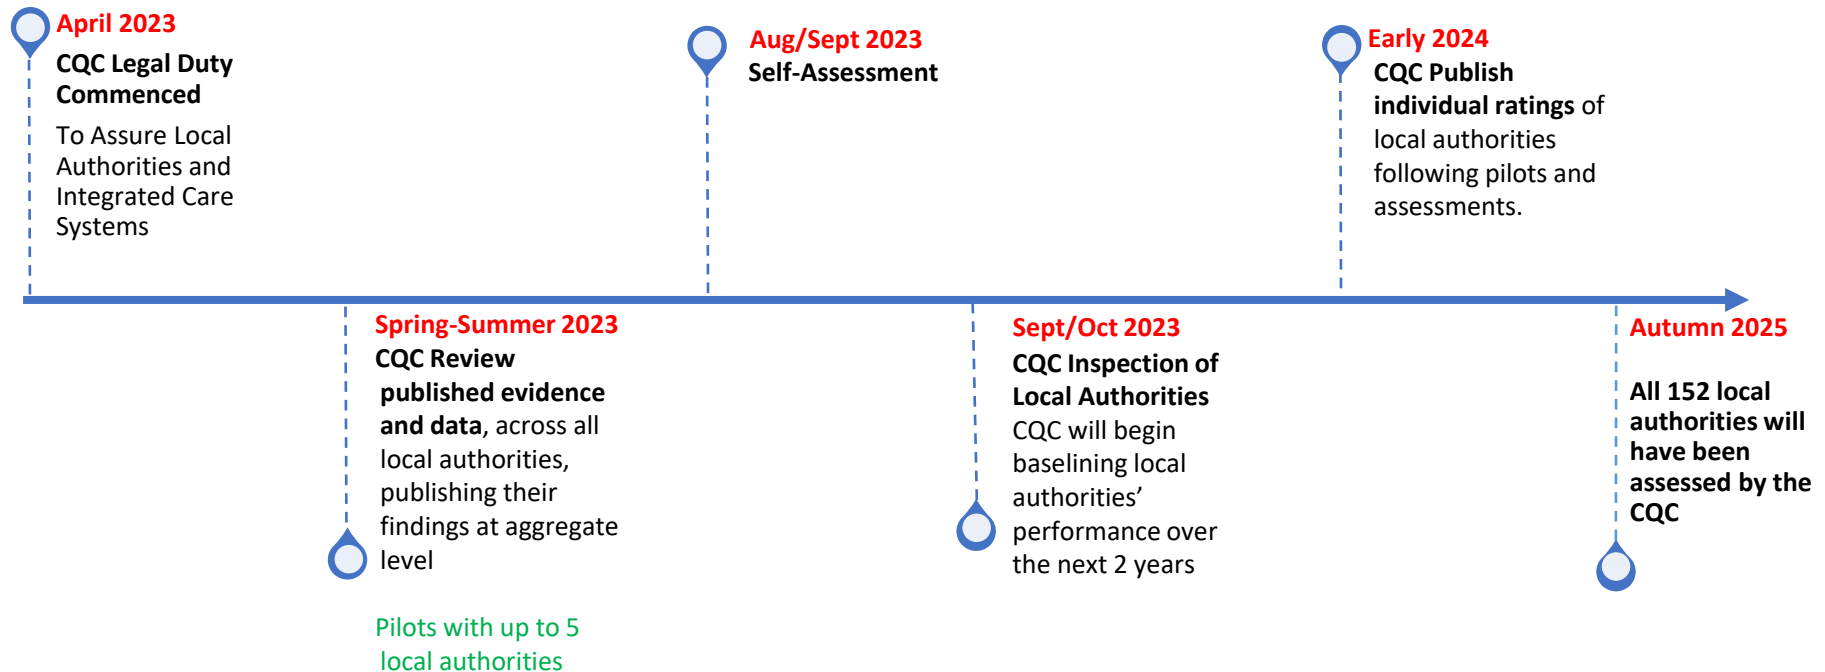 April 2023
CQC Legal Duty
Commenced
To Assure Local
Authorities and
Integrated Care
Systems
Spring-Summer 2023
CQC Review
published evidence
and data, across all
local authorities,
publishing their
findings at aggregate
level
Pilots with up to 5
local authorities
Aug/Sept 2023
Self-Assessment
Sept/Oct 2023
CQC Inspection of
Local Authorities
CQC will begin
baselining local
authorities’
performance over
the next 2 years
Early 2024
CQC Publish
individual ratings of
local authorities
following pilots and
assessments.
Autumn 2025
All 152 local
authorities will
have been
assessed by the
CQC